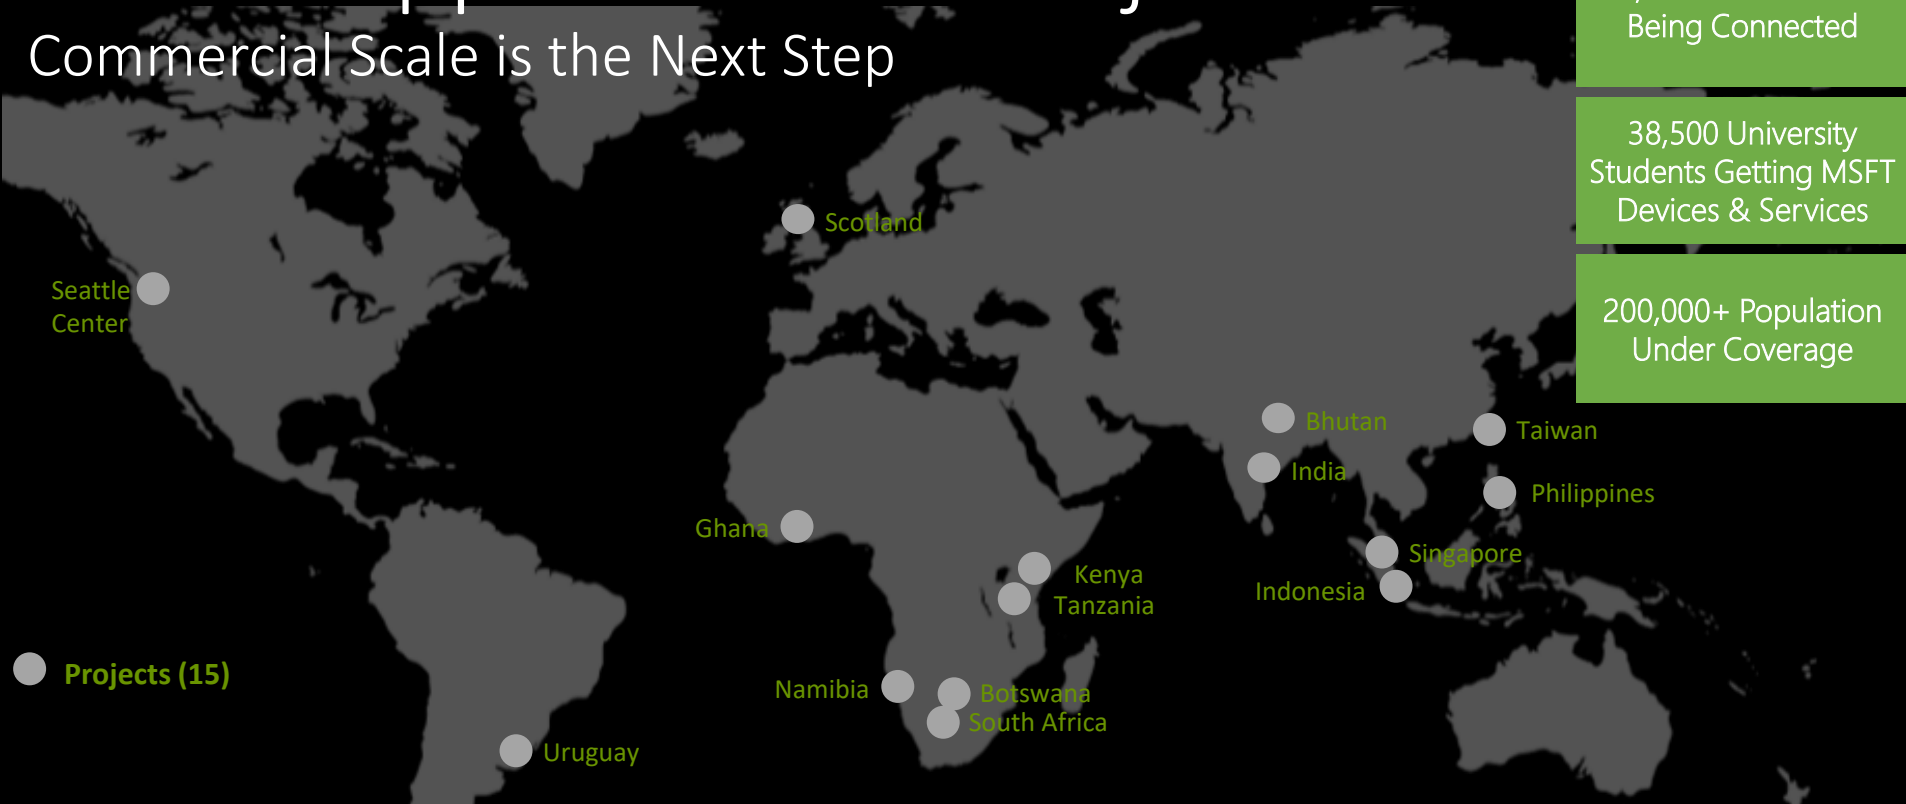 Commercial Scale is the Next Step
Being Connected
38,500 University
Students Getting MSFT
Devices & Services
200,000+ Population
Under Coverage
Scotland
Seattle
Center
Bhutan
Taiwan
India
Philippines
Ghana
Singapore
Kenya
Indonesia
Tanzania
Projects (15)
Namibia
Botswana
South Africa
Uruguay